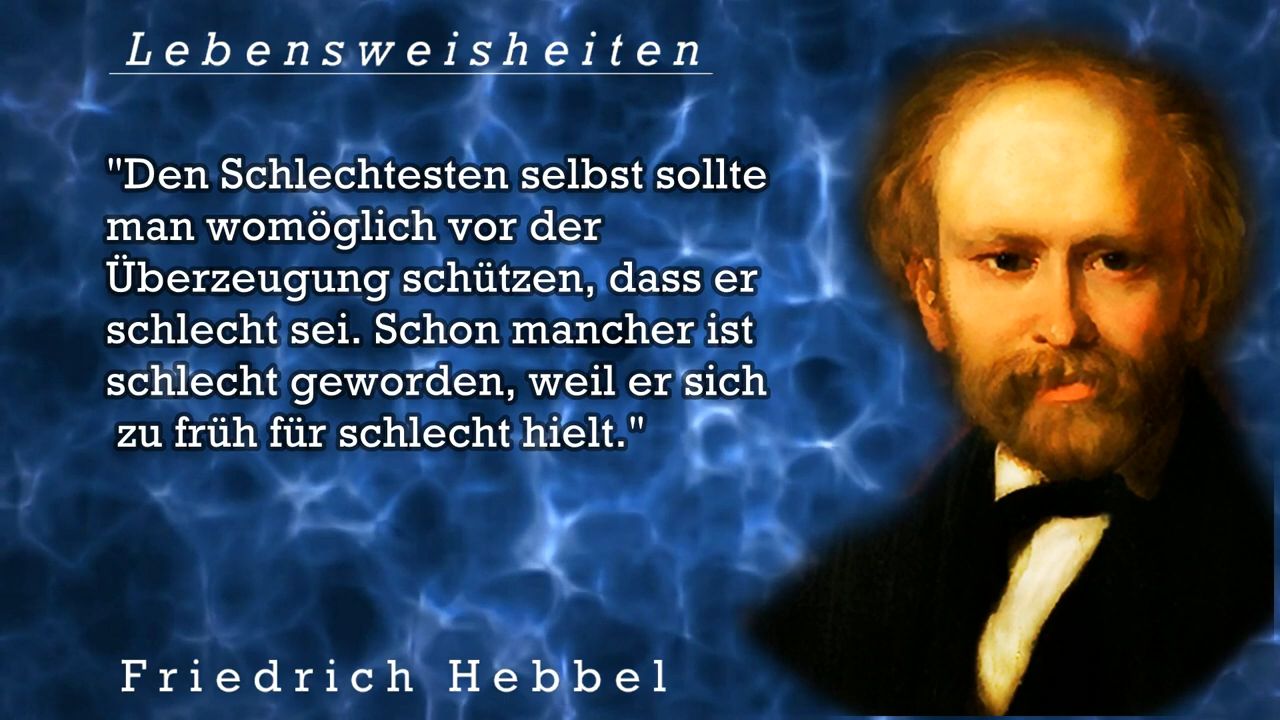 Lebensweisheiten
"Den Schlechtesten selbst sollte
man womöglich vor der
Überzeugung schützen, dass er
schlecht sei. Schon mancher ist
schlecht geworden, weil er sich
zu früh für schlecht hielt."
Friedrich Hebbel